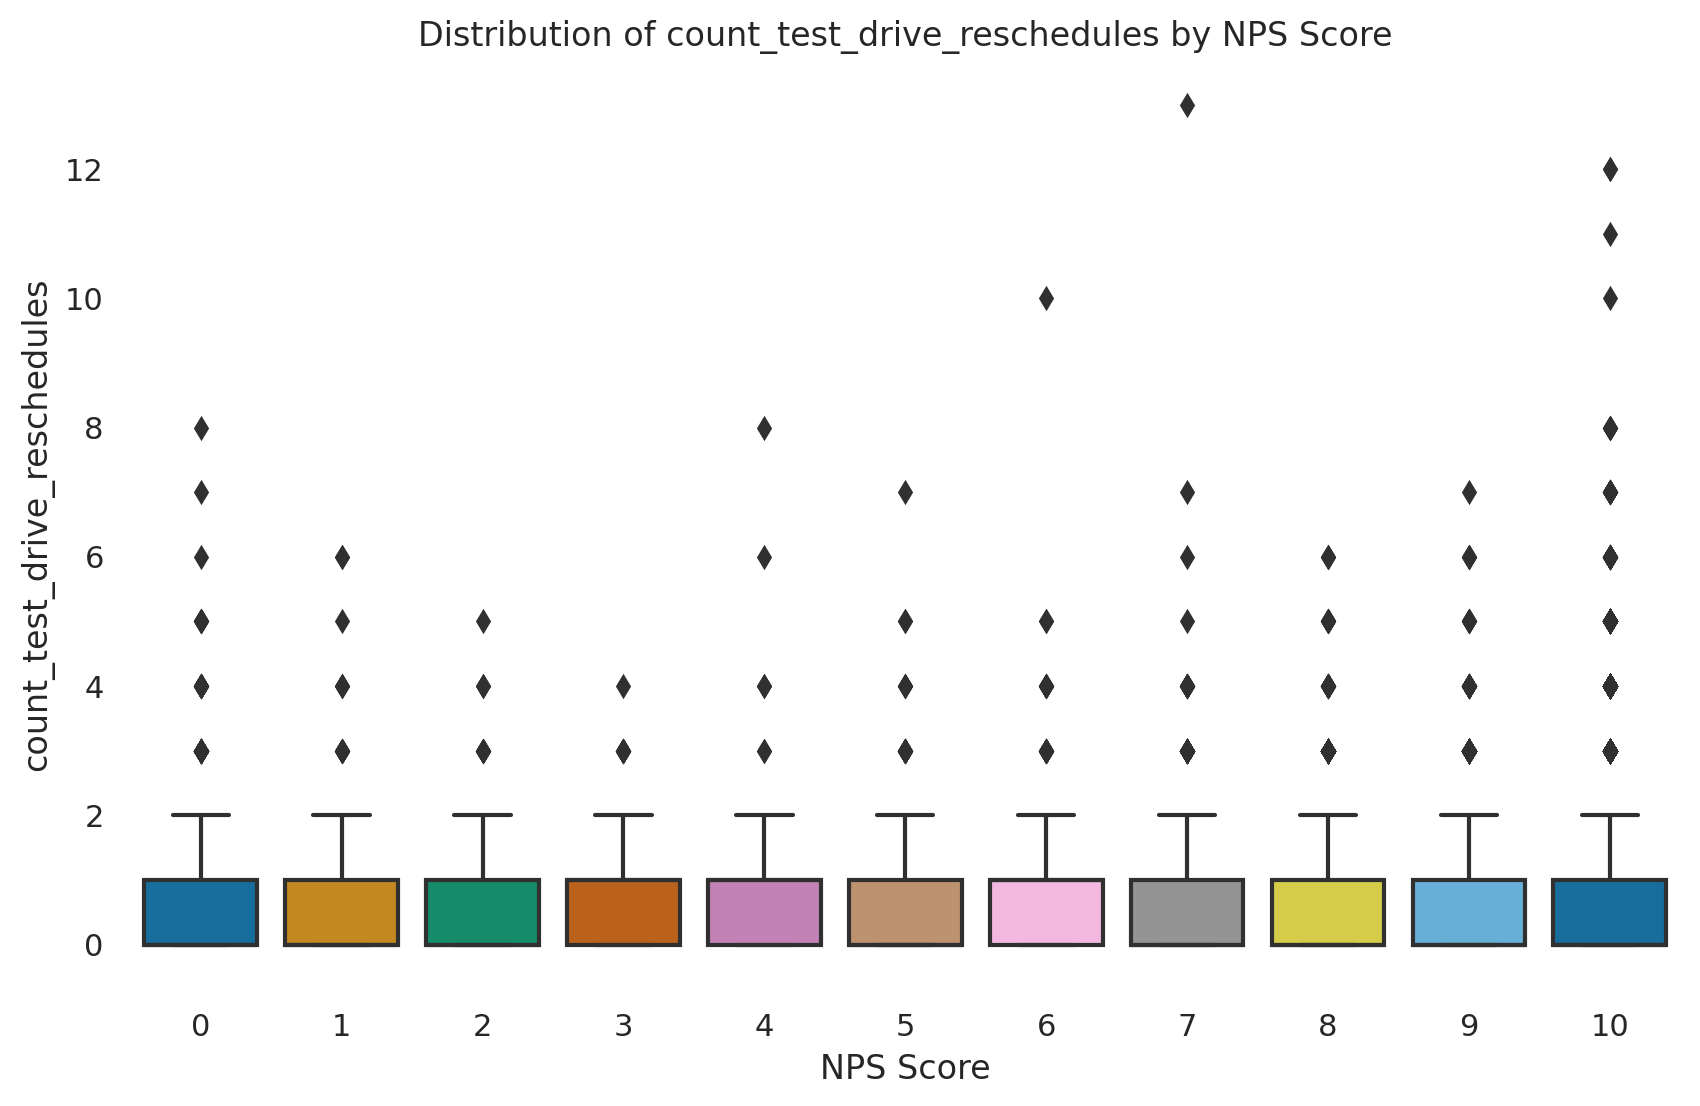 Distribution of count_test_drive_reschedules by NPS Score
count_test_drive_reschedules
12
10
8
6
4
2
0
0 1 2 3 4 5 6 7 8 9 10
NPS Score